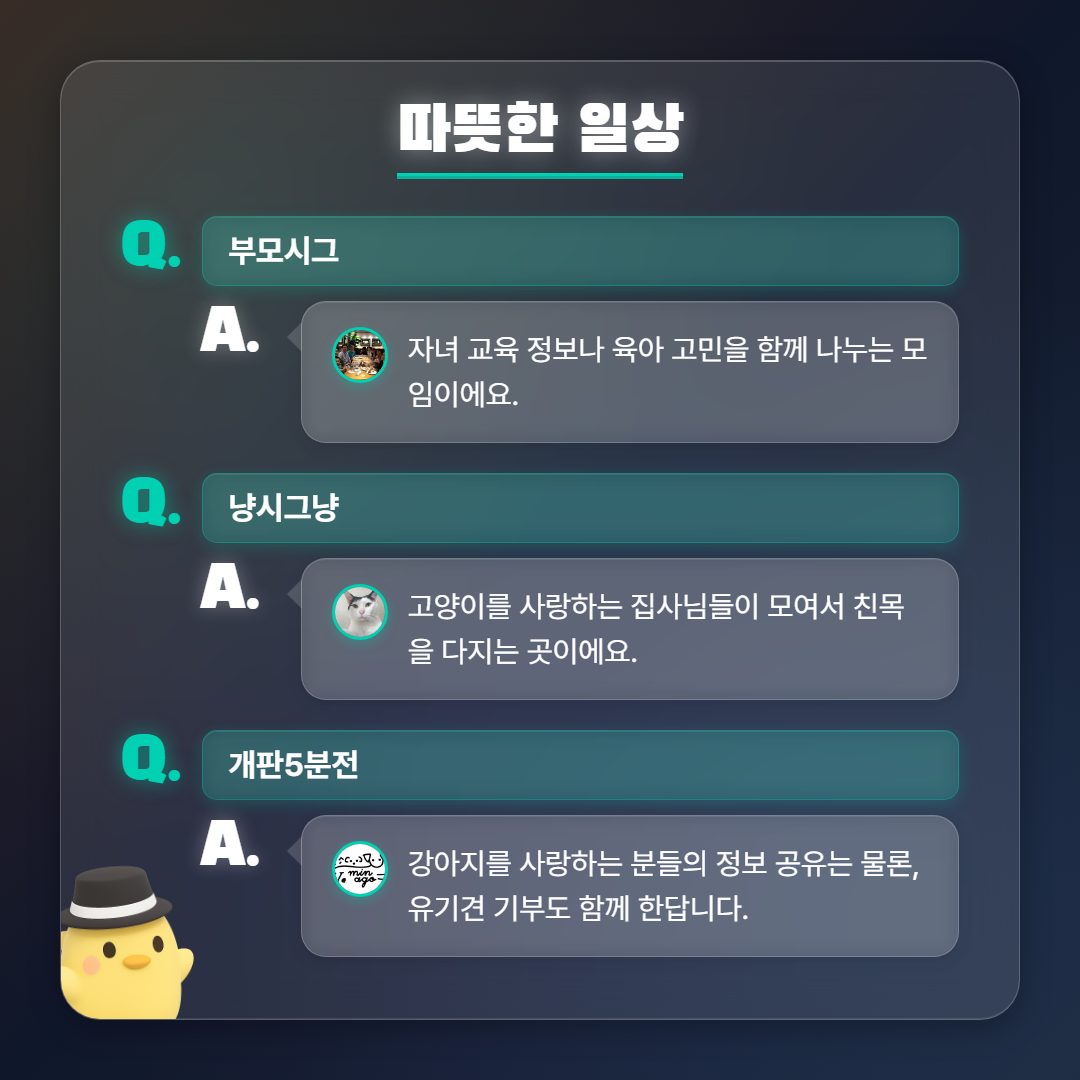 따뜻한 일상
Q.
부모시그
A.
자녀 교육 정보나 육아 고민을 함께 나누는 모
임이에요.
Q.
냥시그냥
A.
고양이를 사랑하는 집사님들이 모여서 친목
을 다지는 곳이에요.
Q.
개판5분전
A.
min
ago
강아지를 사랑하는 분들의 정보 공유는 물론,
유기견 기부도 함께 한답니다.